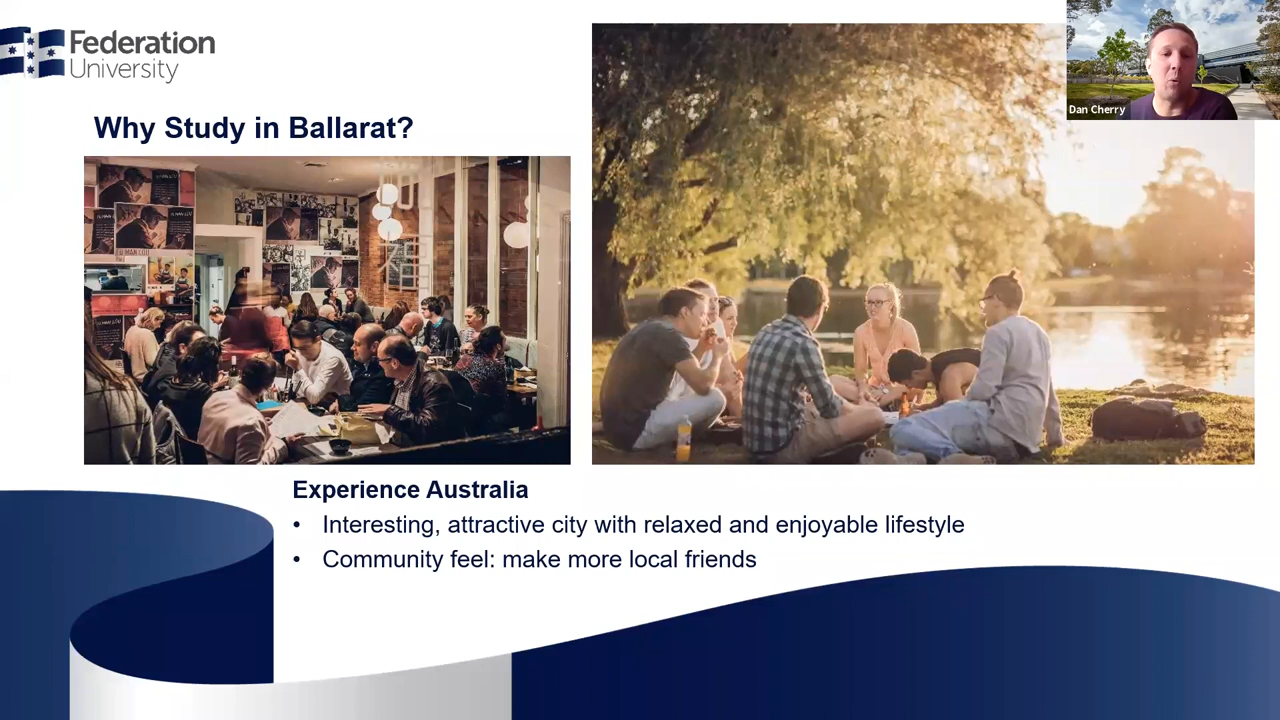 Federation
University
Dan Cherry
Why Study in Ballarat?
Experience Australia
• Interesting, attractive city with relaxed and enjoyable lifestyle
• Community feel: make more local friends